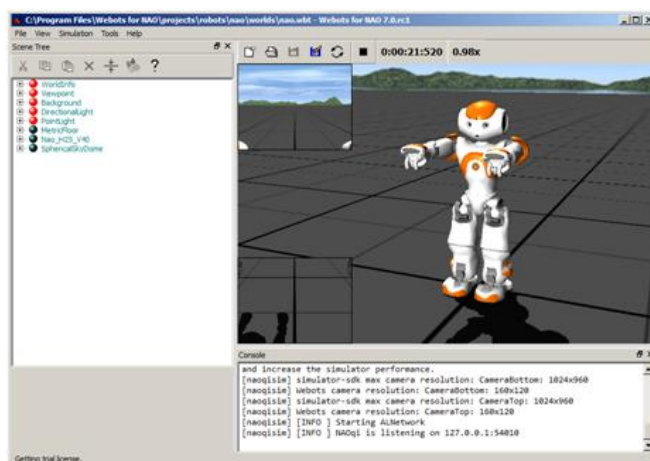 C:\Program Files\Webots for NAO\projects\robots\nao\worlds\nao.wbt - Webots for NAO 7.0.rc1
File View Simulation Tools Help
Scene Tree
0:00:21:520 0.98x
WorldInfo
Viewpoint
Background
DirectionalLight
PointLight
MetricFloor
Nao_H25_V40
SphericalSkyDome
Console
and increase the simulator performance.
[naoqisim] simulator-sdk max camera resolution: CameraBottom: 1024x960
[naoqisim] Webots camera resolution: CameraBottom: 160x120
[naoqisim] simulator-sdk max camera resolution: CameraTop: 1024x960
[naoqisim] Webots camera resolution: CameraTop: 160x120
[naoqisim] [INFO ] Starting ALNetwork
[naoqisim] [INFO ] NAOqi is listening on 127.0.0.1:54010
Getting trial license.